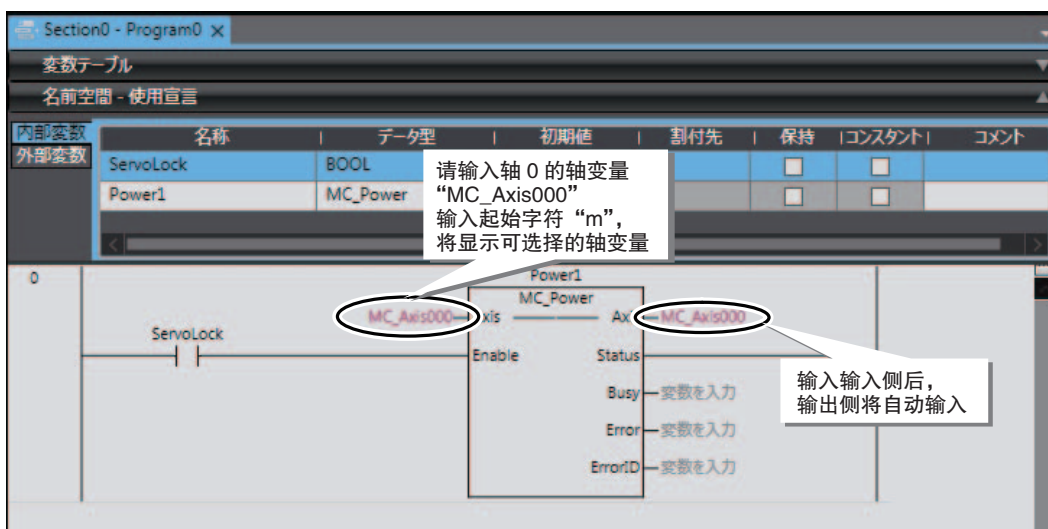 Section0 - Program0 ×
変数テーブル
名前空間 - 使用宣言
内部変数
外部変数
名称 | データ型 | 初期値 | 割付先 | 保持 | コンスタント | コメント
ServoLock BOOL
Power1 MC_Power
请输入轴 0 的轴变量
“MC_Axis000”
输入起始字符“m”，
将显示可选择的轴变量
0
Power1
MC_Power
MC_Axis000 xis Ax MC_Axis000
ServoLock
Enable Status
Busy 変数を入力
Error 変数を入力
ErrorID 変数を入力
输入输入侧后，
输出侧将自动输入